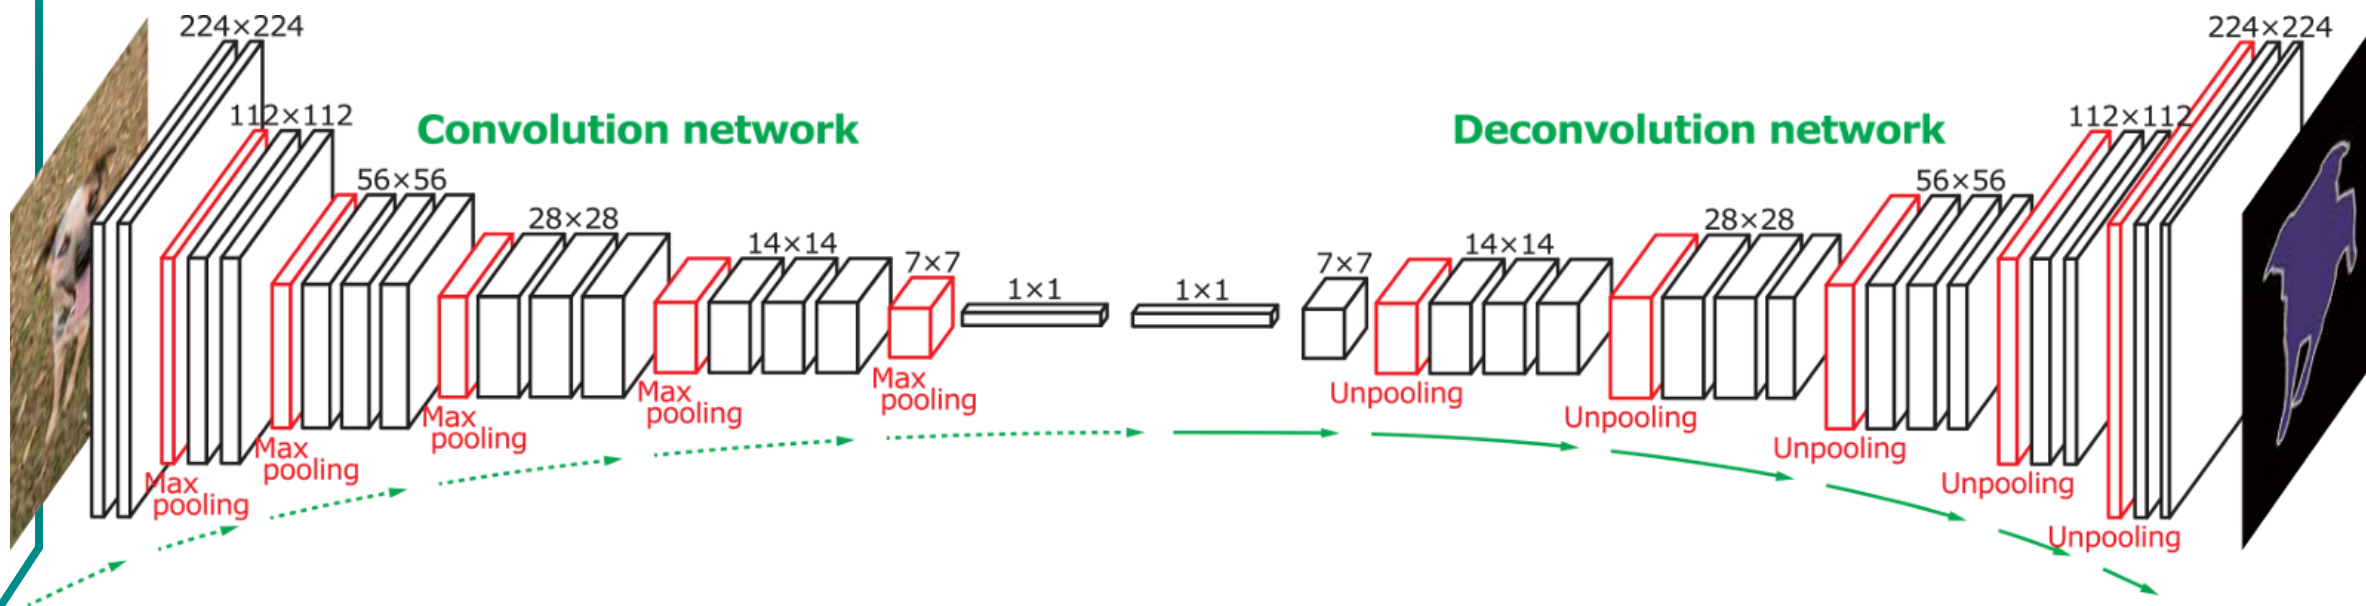 224×224
112×112
Convolution network
56×56
28×28
14×14
7×7
1×1
1×1
Max
pooling
Max
pooling
Max
pooling
Max
pooling
Max
pooling
Deconvolution network
7×7
14×14
28×28
56×56
112×112
224×224
Unpooling
Unpooling
Unpooling
Unpooling
Unpooling